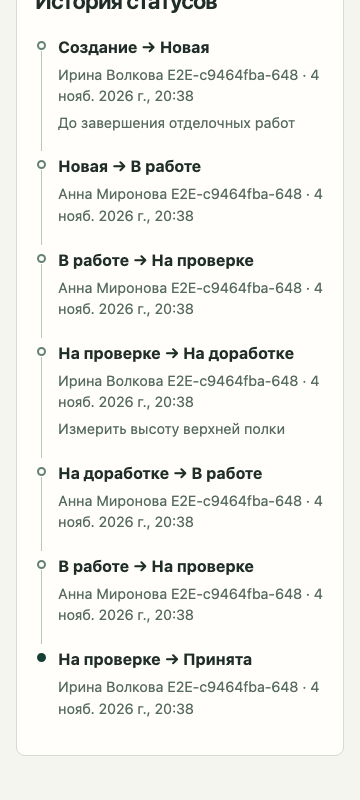 История статусов
Создание → Новая
Ирина Волкова E2E-c9464fba-648 · 4
нояб. 2026 г., 20:38
До завершения отделочных работ
Новая → В работе
Анна Миронова E2E-c9464fba-648 · 4
нояб. 2026 г., 20:38
В работе → На проверке
Анна Миронова E2E-c9464fba-648 · 4
нояб. 2026 г., 20:38
На проверке → На доработке
Ирина Волкова E2E-c9464fba-648 · 4
нояб. 2026 г., 20:38
Измерить высоту верхней полки
На доработке → В работе
Анна Миронова E2E-c9464fba-648 · 4
нояб. 2026 г., 20:38
В работе → На проверке
Анна Миронова E2E-c9464fba-648 · 4
нояб. 2026 г., 20:38
На проверке → Принята
Ирина Волкова E2E-c9464fba-648 · 4
нояб. 2026 г., 20:38